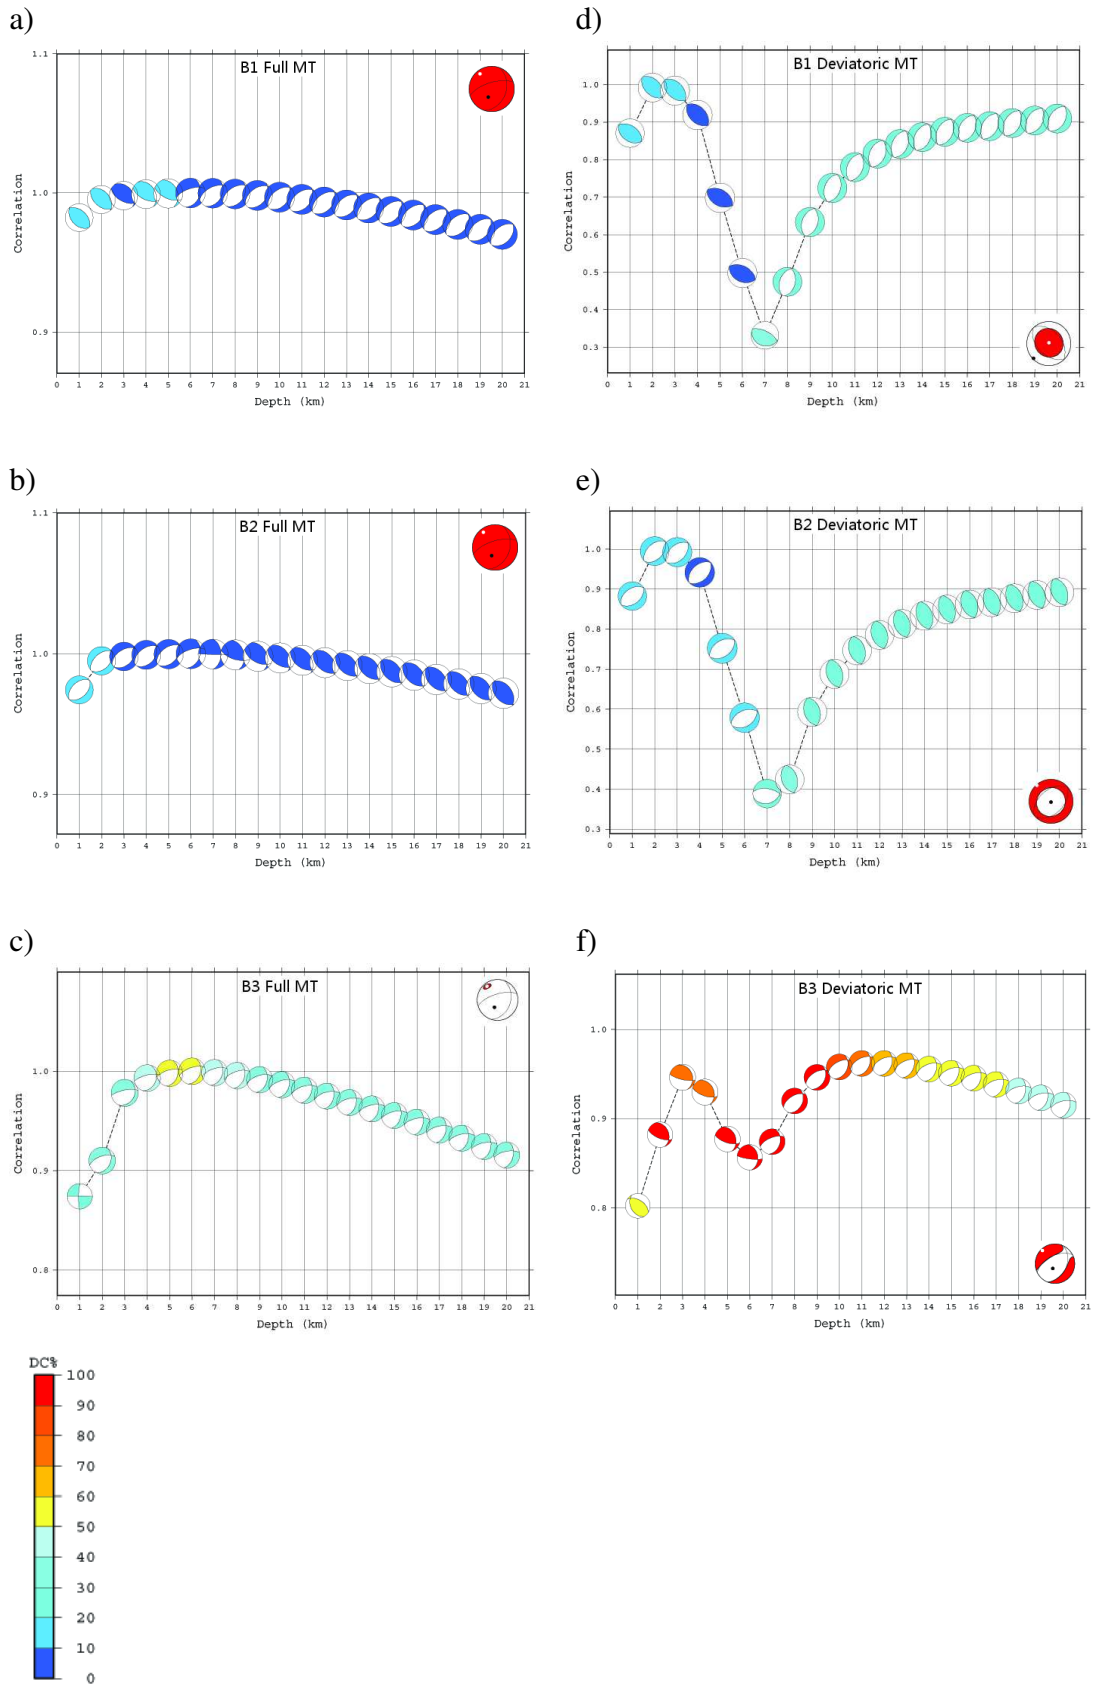 a)
B1 Full MT
1.1
1.0
0.9
Correlation
0 1 2 3 4 5 6 7 8 9 10 11 12 13 14 15 16 17 18 19 20 21
Depth (km)
d)
B1 Deviatoric MT
1.0
0.9
0.8
0.7
0.6
0.5
0.4
0.3
Correlation
0 1 2 3 4 5 6 7 8 9 10 11 12 13 14 15 16 17 18 19 20 21
Depth (km)
b)
B2 Full MT
1.1
1.0
0.9
Correlation
0 1 2 3 4 5 6 7 8 9 10 11 12 13 14 15 16 17 18 19 20 21
Depth (km)
e)
B2 Deviatoric MT
1.0
0.9
0.8
0.7
0.6
0.5
0.4
0.3
Correlation
0 1 2 3 4 5 6 7 8 9 10 11 12 13 14 15 16 17 18 19 20 21
Depth (km)
c)
B3 Full MT
1.0
0.9
0.8
Correlation
0 1 2 3 4 5 6 7 8 9 10 11 12 13 14 15 16 17 18 19 20 21
Depth (km)
f)
B3 Deviatoric MT
1.0
0.9
0.8
Correlation
0 1 2 3 4 5 6 7 8 9 10 11 12 13 14 15 16 17 18 19 20 21
Depth (km)
DC%
100
90
80
70
60
50
40
30
20
10
0